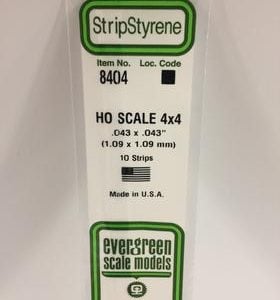 StripStyrene
Item No. Loc. Code
8404
HO SCALE 4x4
.043 x .043"
(1.09 x 1.09 mm)
10 Strips
Made in U.S.A.
evergreen
scale models